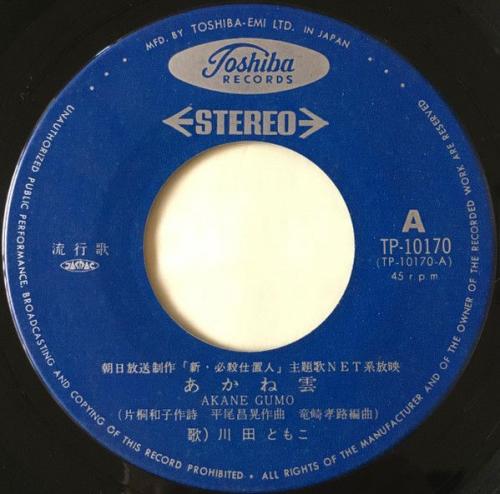 MFD. BY TOSHIBA-EMI LTD. IN JAPAN
Toshiba
RECORDS
STEREO
A
TP-10170
(TP-10170-A)
45 r.p.m.
流行歌
JASRAC
朝日放送制作「新・必殺仕置人」主題歌NET系放映
あかね雲
AKANE GUMO
(片桐和子作詩 平尾昌晃作曲 竜崎孝路編曲)
歌) 川田ともこ
UNAUTHORIZED PUBLIC PERFORMANCE, BROADCASTING AND COPYING OF THIS RECORD PROHIBITED • ALL RIGHTS OF THE MANUFACTURER AND OF THE OWNER OF THE RECORDED WORK ARE RESERVED